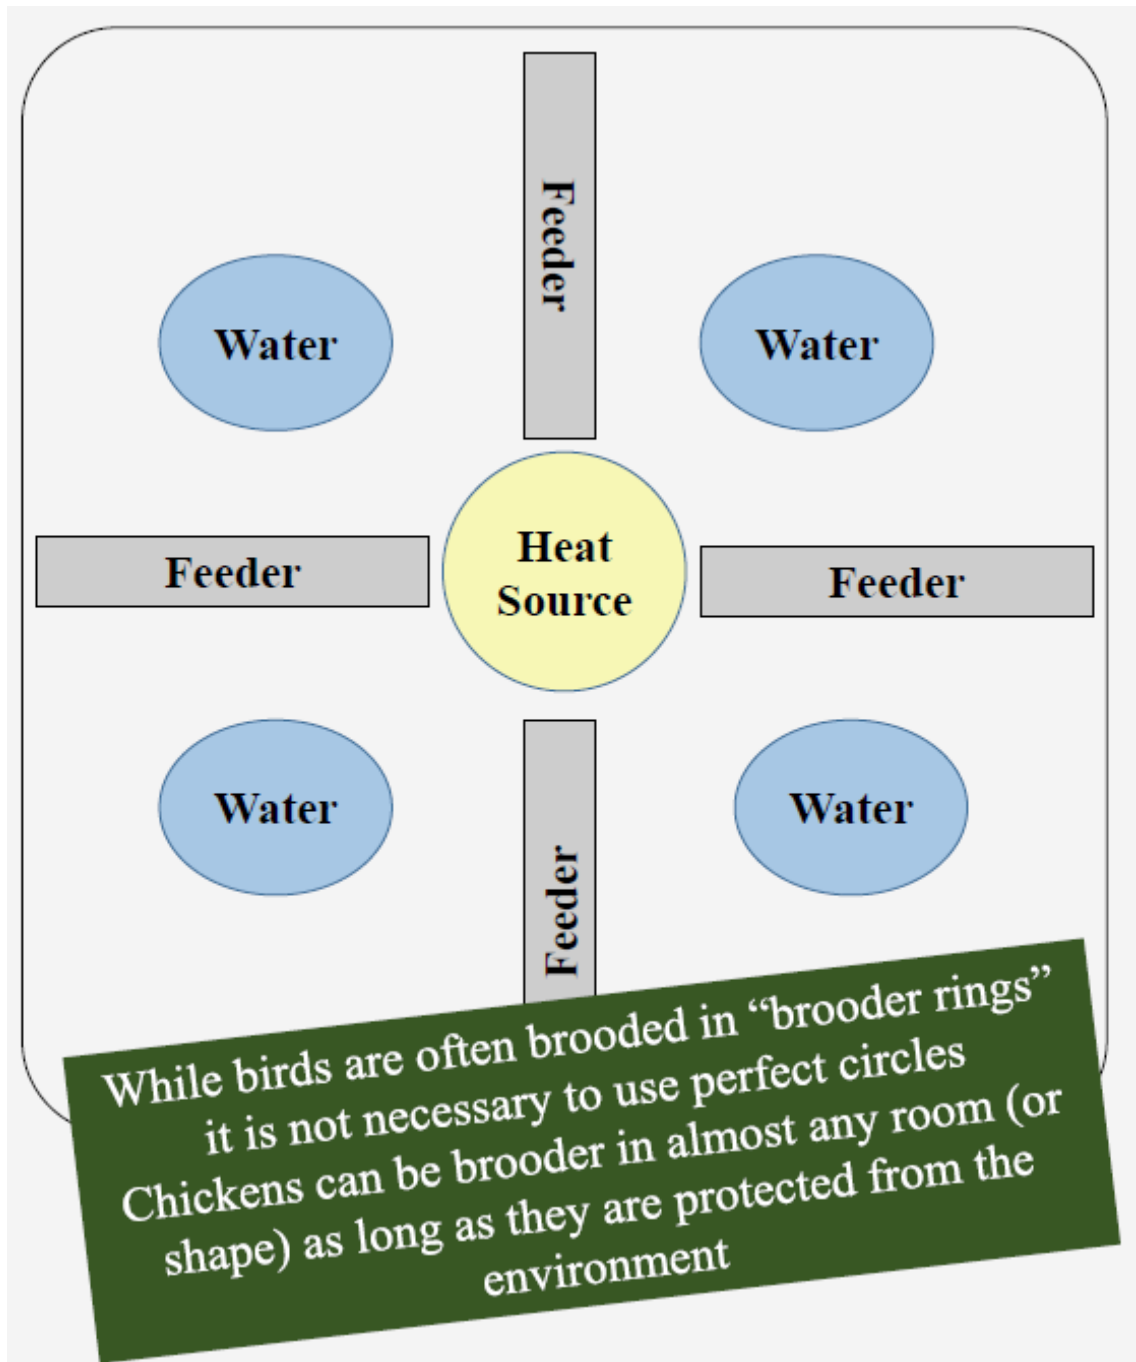 Feeder
Water
Water
Heat
Source
Feeder
Feeder
Water
Water
Feeder
While birds are often brooded in “brooder rings”
it is not necessary to use perfect circles
Chickens can be brooder in almost any room (or
shape) as long as they are protected from the
environment